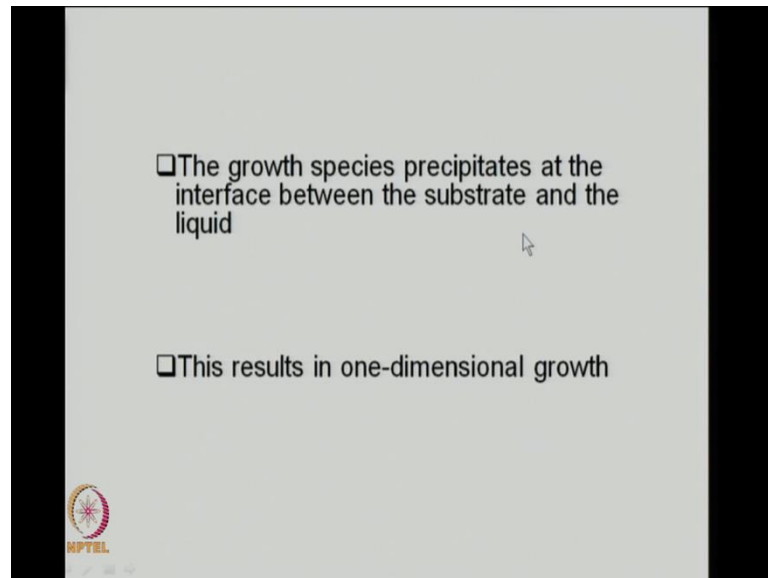 ❑The growth species precipitates at the
interface between the substrate and the
liquid
❑This results in one-dimensional growth
NPTEL